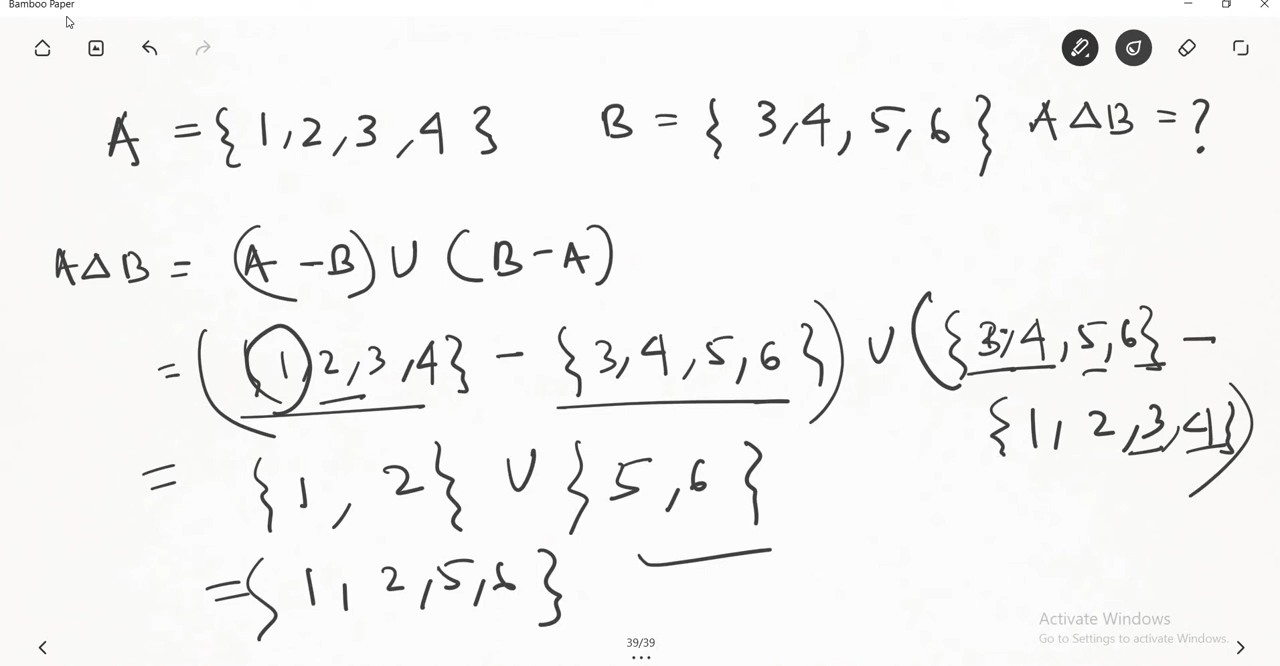 Bamboo Paper
A = {1,2,3,4} B = {3,4,5,6} A Δ B = ?
A Δ B = (A - B) ∪ (B - A)
= ({1,2,3,4} - {3,4,5,6}) ∪ ({3,4,5,6} -
{1,2,3,4})
= {1,2} ∪ {5,6}
= {1,2,5,6}
Activate Windows
Go to Settings to activate Windows.
39/39